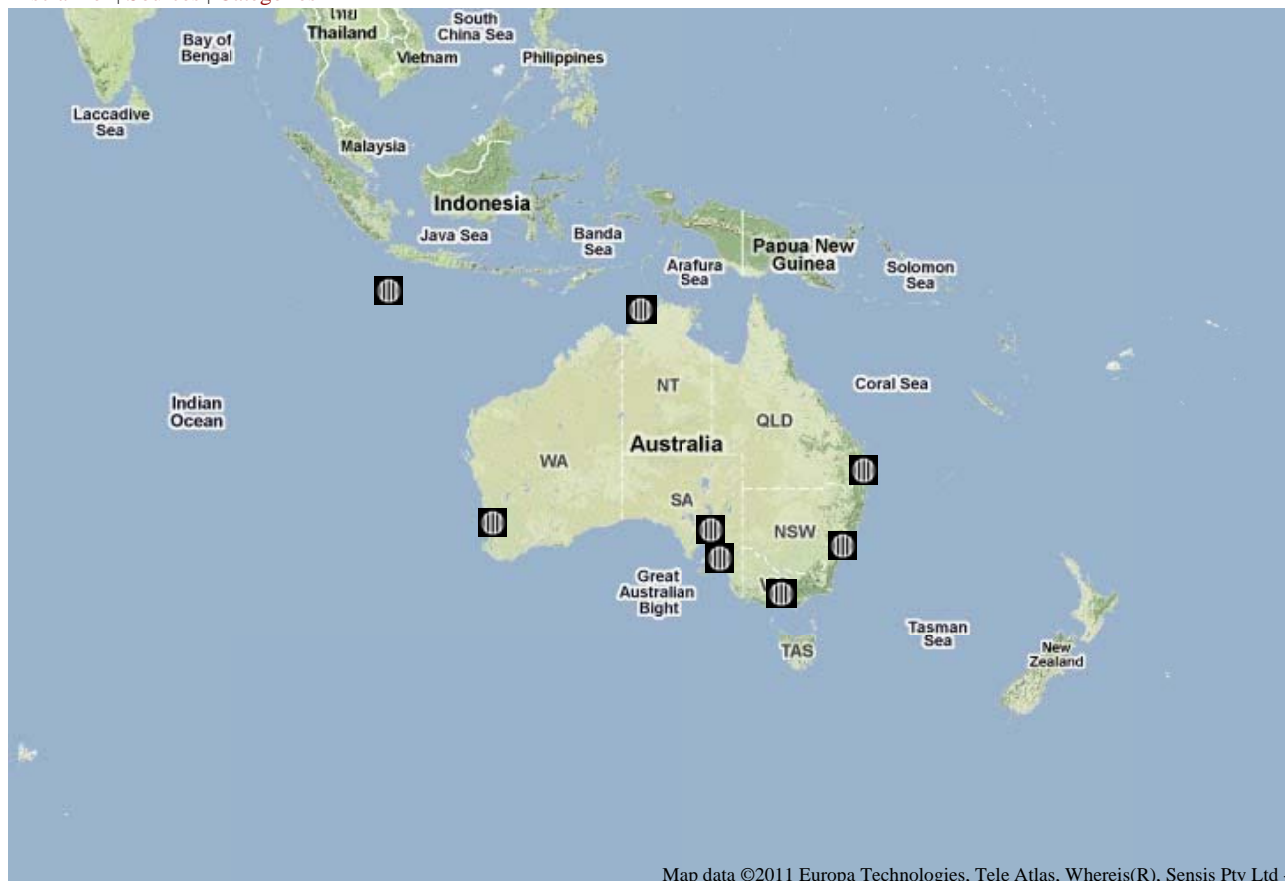 ไทย
Thailand
South
China Sea
Bay of
Bengal
Vietnam
Philippines
Laccadive
Sea
Malaysia
Indonesia
Java Sea
Banda
Sea
Arafura
Sea
Papua New
Guinea
Solomon
Sea
Indian
Ocean
NT
Coral Sea
QLD
Australia
WA
SA
NSW
Great
Australian
Bight
TAS
Tasman
Sea
New
Zealand
Map data ©2011 Europa Technologies, Tele Atlas, Whereis(R), Sensis Pty Ltd